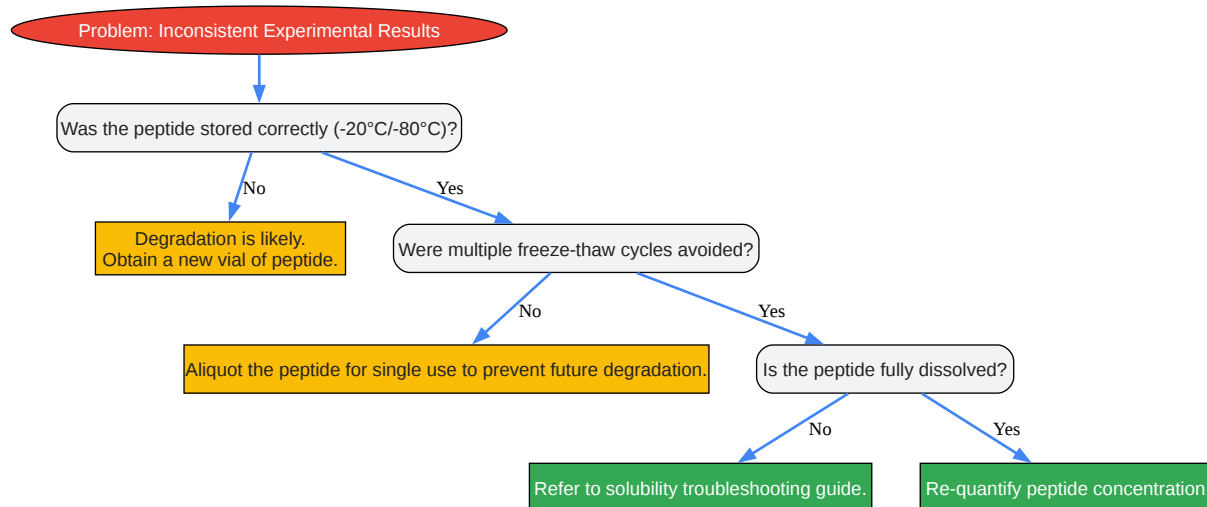 Problem: Inconsistent Experimental Results
Was the peptide stored correctly (-20°C/-80°C)?
No
Yes
Degradation is likely.
Obtain a new vial of peptide.
Were multiple freeze-thaw cycles avoided?
No
Yes
Aliquot the peptide for single use to prevent future degradation.
Is the peptide fully dissolved?
No
Yes
Refer to solubility troubleshooting guide.
Re-quantify peptide concentration.